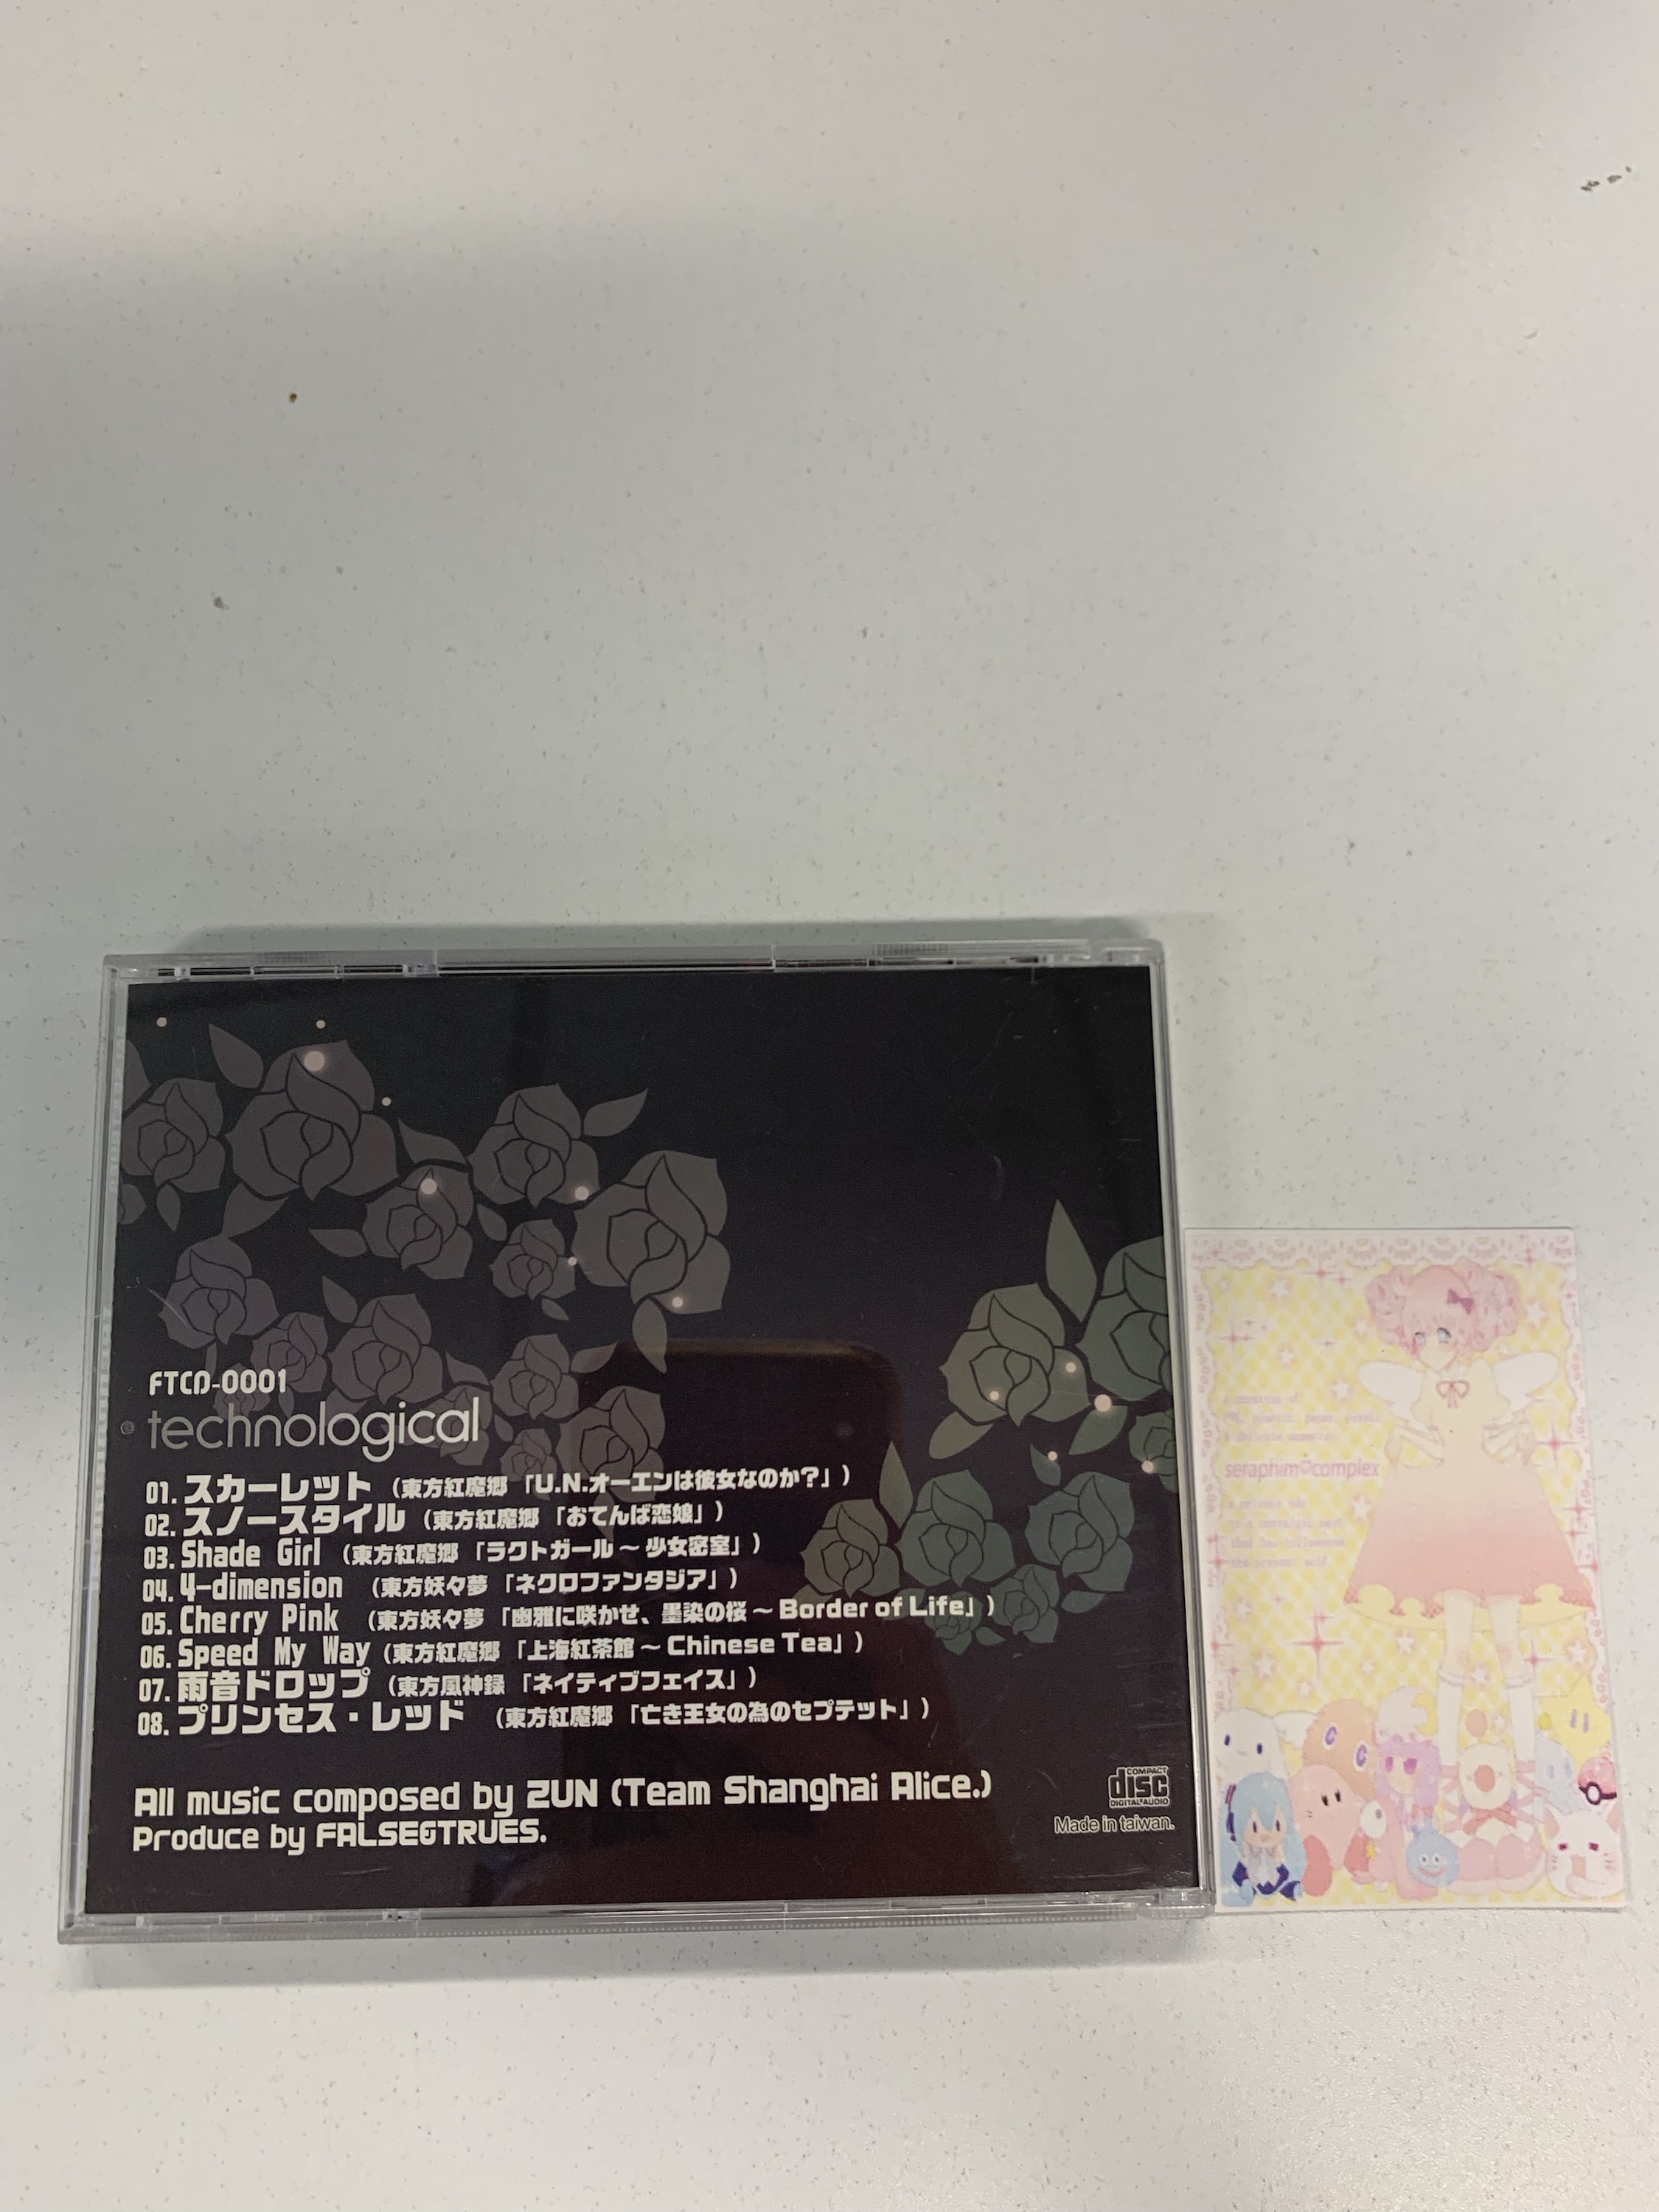 FTCD-0001
technological
01. スカーレット (東方紅魔郷 「U.N.オーエンは彼女なのか?」)
02. スノースタイル (東方紅魔郷 「おてんば恋娘」)
03. Shade Girl (東方紅魔郷 「ラクトガール ~ 少女密室」)
04. 4-dimension (東方妖々夢 「ネクロファンタジア」)
05. Cherry Pink (東方妖々夢 「幽雅に咲かせ、墨染の桜 ~ Border of Life」)
06. Speed My Way (東方紅魔郷 「上海紅茶館 ~ Chinese Tea」)
07. 雨音ドロップ (東方風神録 「ネイティブフェイス」)
08. プリンセス・レッド (東方紅魔郷 「亡き王女の為のセプテット」)
All music composed by ZUN (Team Shanghai Alice.)
Produce by FALSE&TRUES.
COMPACT
disc
DIGITAL AUDIO
Made in taiwan.
seraphim♡complex